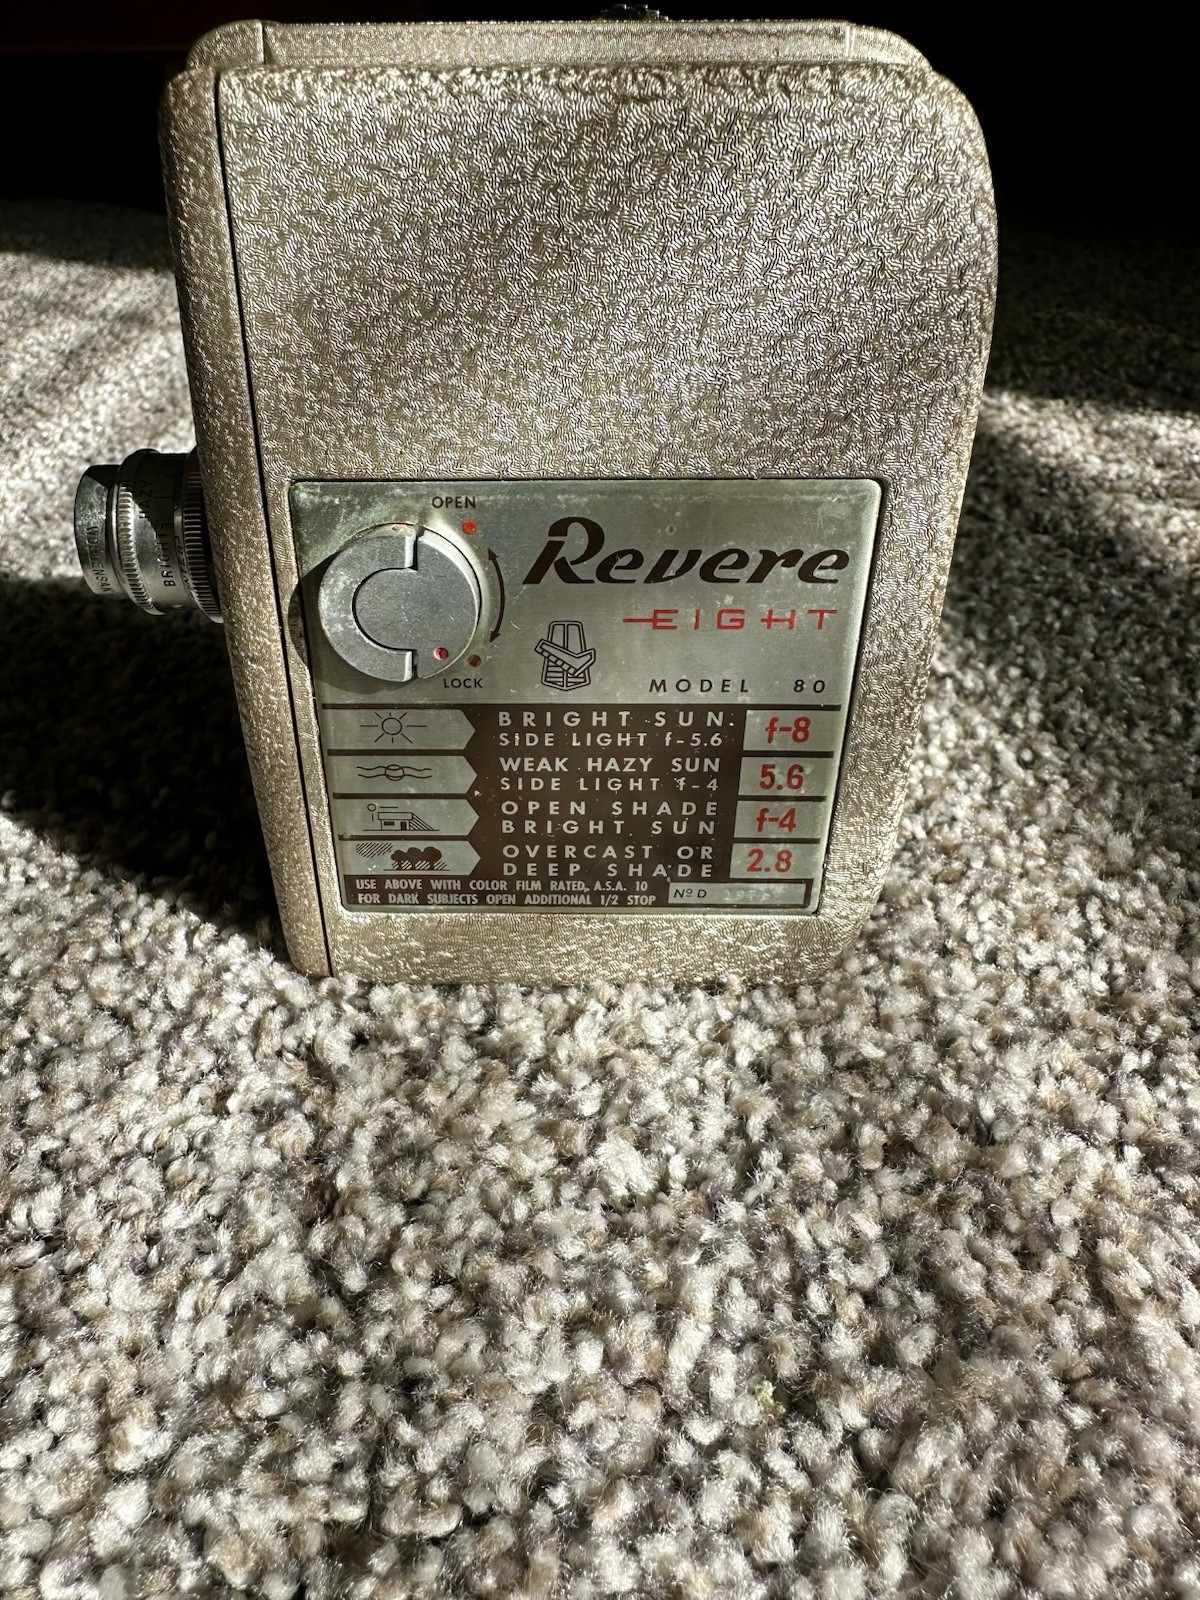 OPEN
Revere
EIGHT
LOCK
MODEL 80
BRIGHT SUN. f-8
SIDE LIGHT f-5.6
WEAK HAZY SUN 5.6
SIDE LIGHT f-4
OPEN SHADE f-4
BRIGHT SUN
OVERCAST OR 2.8
DEEP SHADE
USE ABOVE WITH COLOR FILM RATED, A.S.A. 10
FOR DARK SUBJECTS OPEN ADDITIONAL 1/2 STOP
Nº D
WOLLENSAK